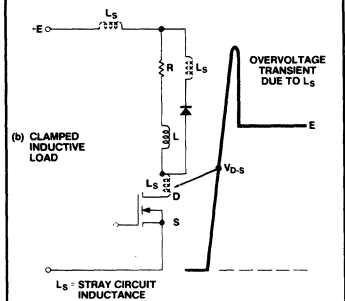 LS
+E
R
LS
OVERVOLTAGE
TRANSIENT
DUE TO LS
E
(b) CLAMPED
INDUCTIVE
LOAD
L
LS
D
VD-S
S
LS = STRAY CIRCUIT
INDUCTANCE